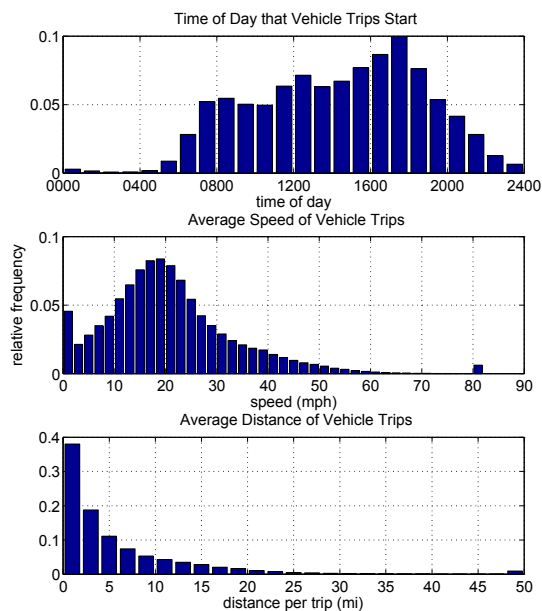 Time of Day that Vehicle Trips Start
0.1
0.05
0
0000 0400 0800 1200 1600 2000 2400
time of day
Average Speed of Vehicle Trips
0.1
relative frequency
0.05
0
0 10 20 30 40 50 60 70 80 90
speed (mph)
Average Distance of Vehicle Trips
0.4
0.3
0.2
0.1
0
0 5 10 15 20 25 30 35 40 45 50
distance per trip (mi)